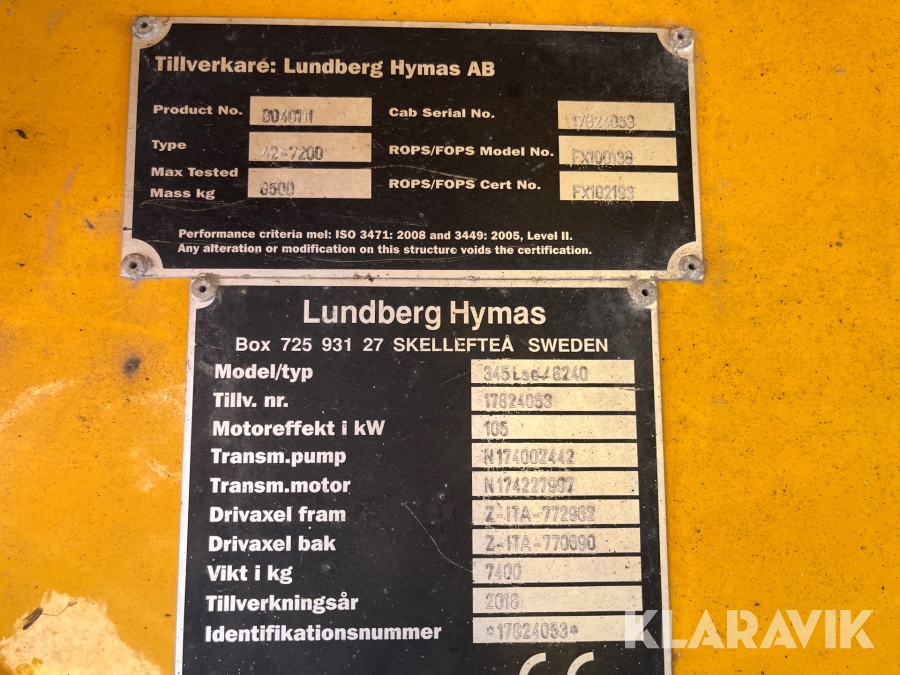 Tillverkare: Lundberg Hymas AB
Product No. 8040111 Cab Serial No. 17824053
Type 42-7200 ROPS/FOPS Model No. FX100138
Max Tested Mass kg 8500 ROPS/FOPS Cert No. FX102193
Performance criteria mel: ISO 3471: 2008 and 3449: 2005, Level II.
Any alteration or modification on this structure voids the certification.
Lundberg Hymas
Box 725 931 27 SKELLEFTEÅ SWEDEN
Model/typ 345Lse/8240
Tillv. nr. 17824053
Motoreffekt i kW 105
Transm.pump N174002442
Transm.motor N174227997
Drivaxel fram Z-ITA-772962
Drivaxel bak Z-ITA-770690
Vikt i kg 7400
Tillverkningsår 2018
Identifikationsnummer *17824053*
CE
KLARAVIK